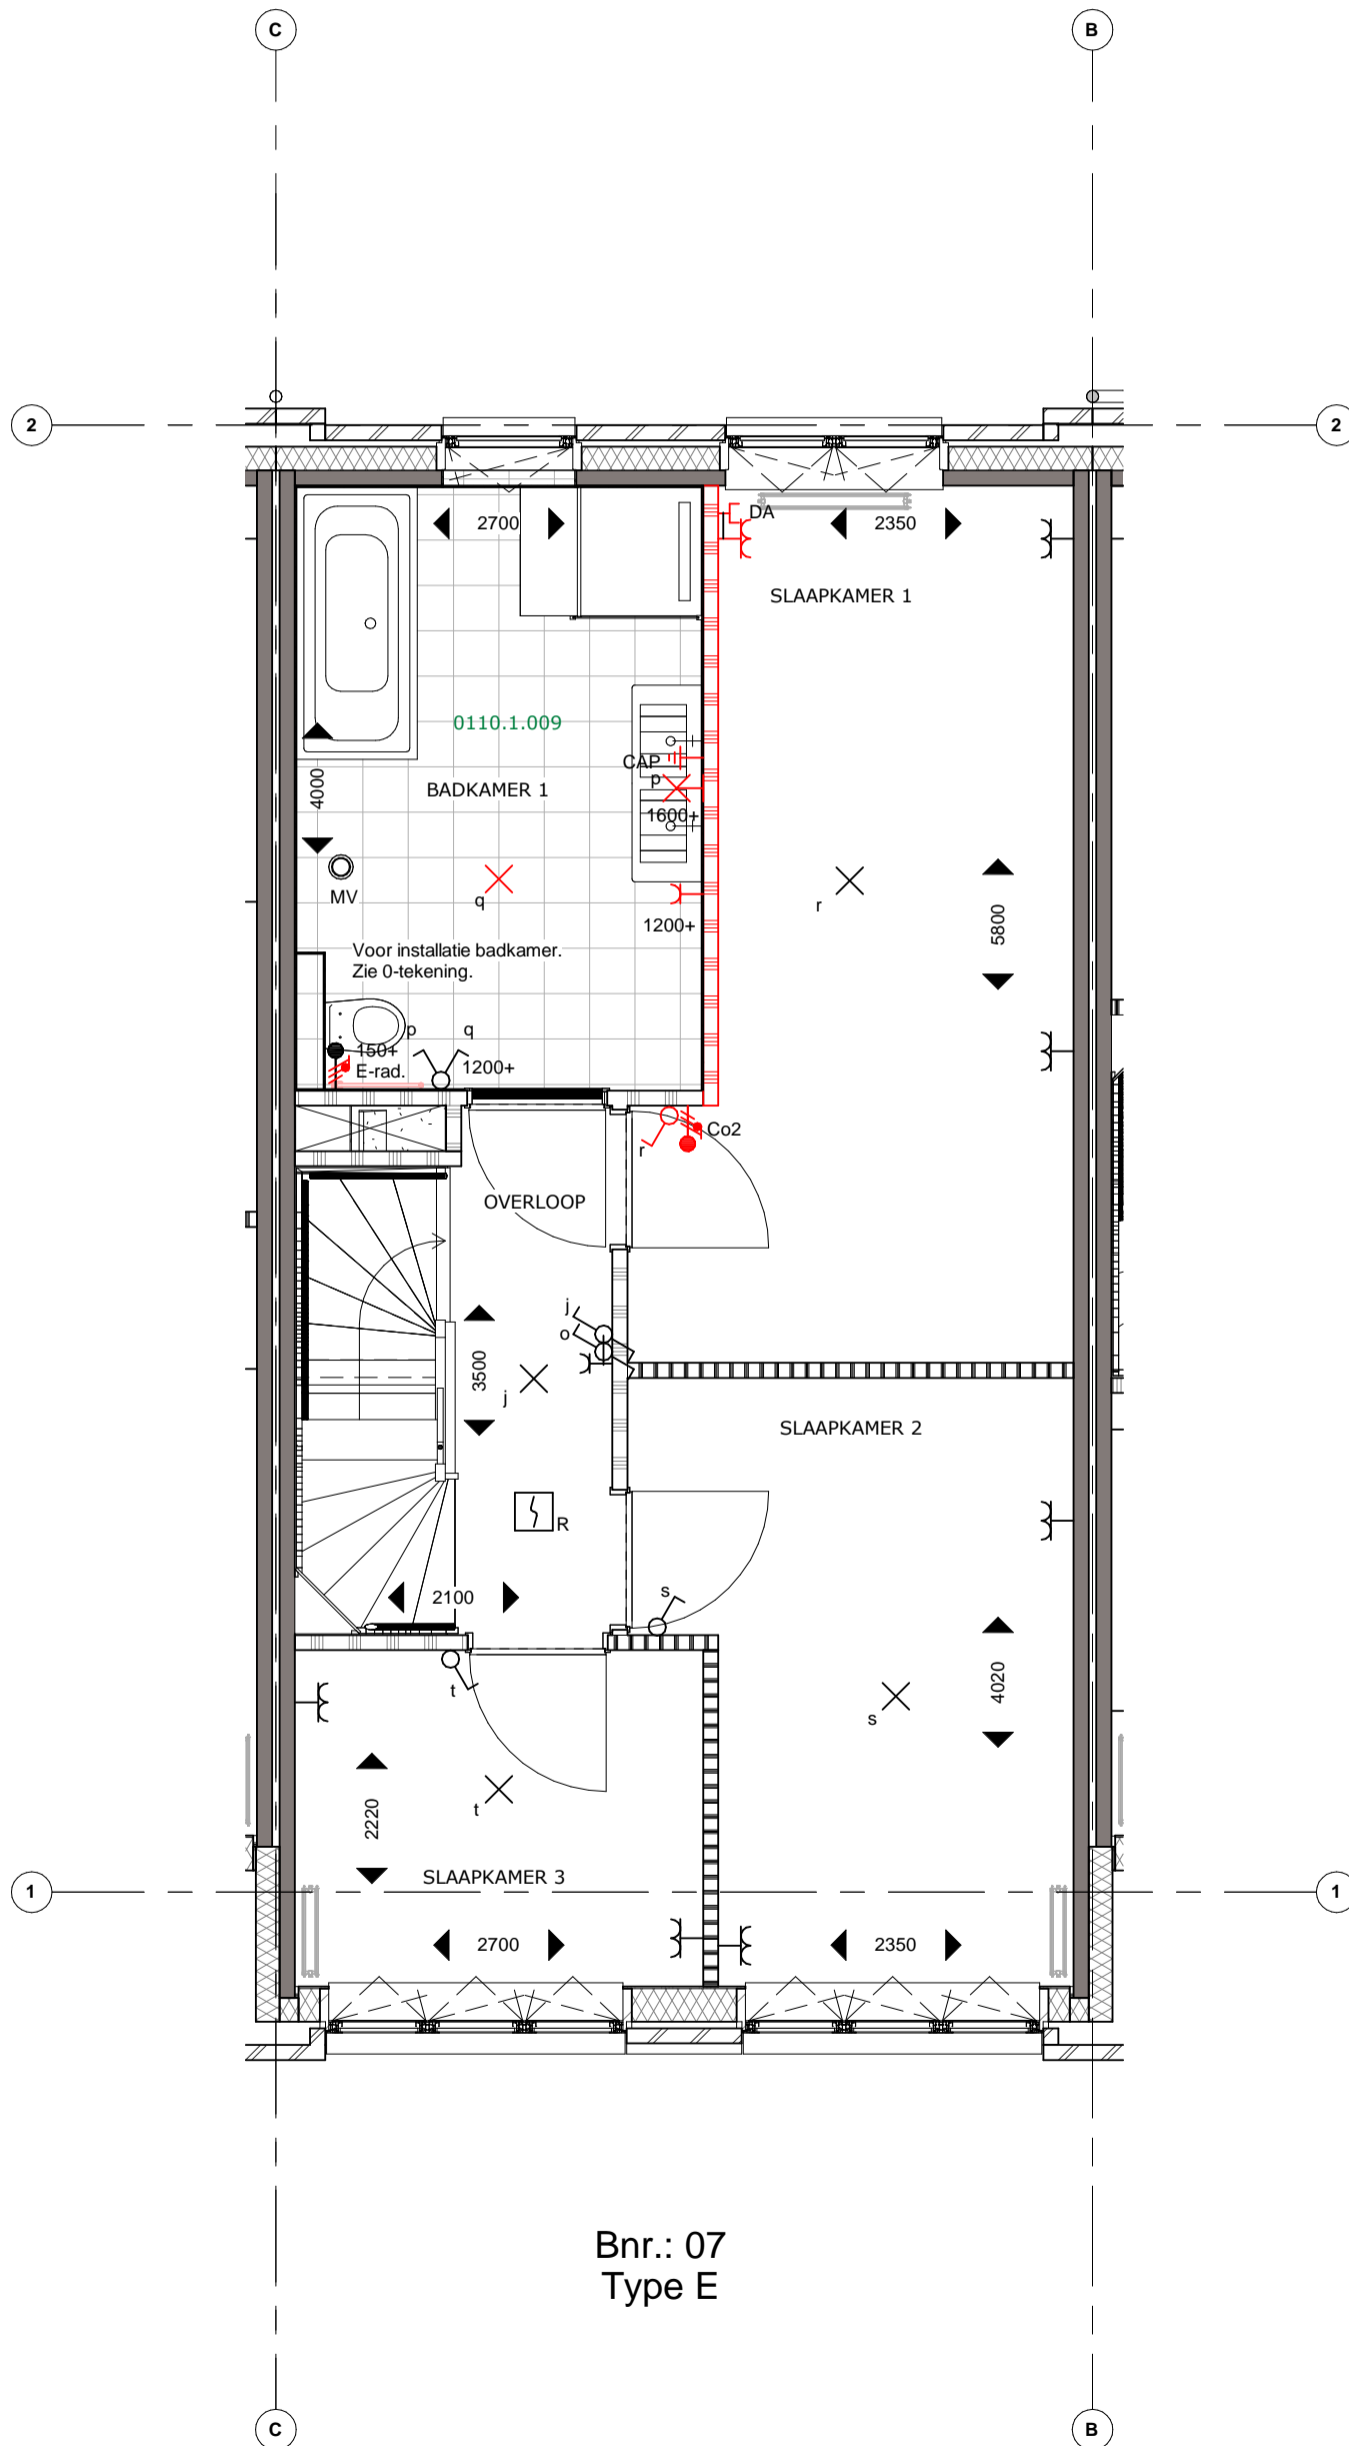 C
B
2
2
2700
DA
2350
SLAAPKAMER 1
0110.1.009
CAP
4000
p
BADKAMER 1
1600+
MV
q
r
1200+
5800
Voor installatie badkamer.
Zie 0-tekening.
p
q
150+
1200+
E-rad.
Co2
r
OVERLOOP
j
o
3500
j
SLAAPKAMER 2
R
2100
s
t
4020
s
t
2220
SLAAPKAMER 3
1
1
2700
2350
Bnr.: 07
Type E
C
B